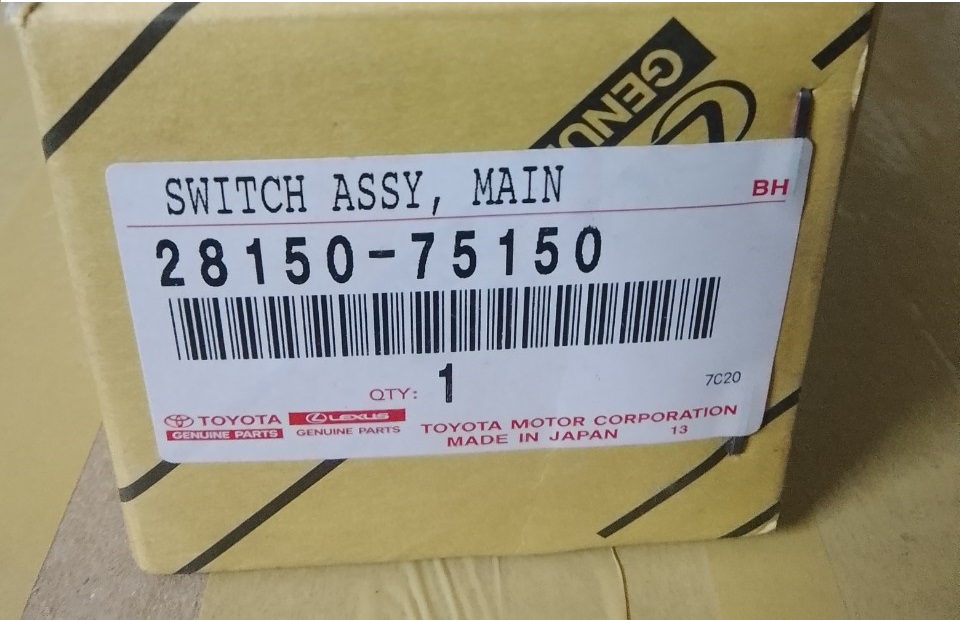 GENU
SWITCH ASSY, MAIN
BH
28150-75150
QTY: 1
7C20
TOYOTA
GENUINE PARTS
LEXUS
GENUINE PARTS
TOYOTA MOTOR CORPORATION
MADE IN JAPAN 13